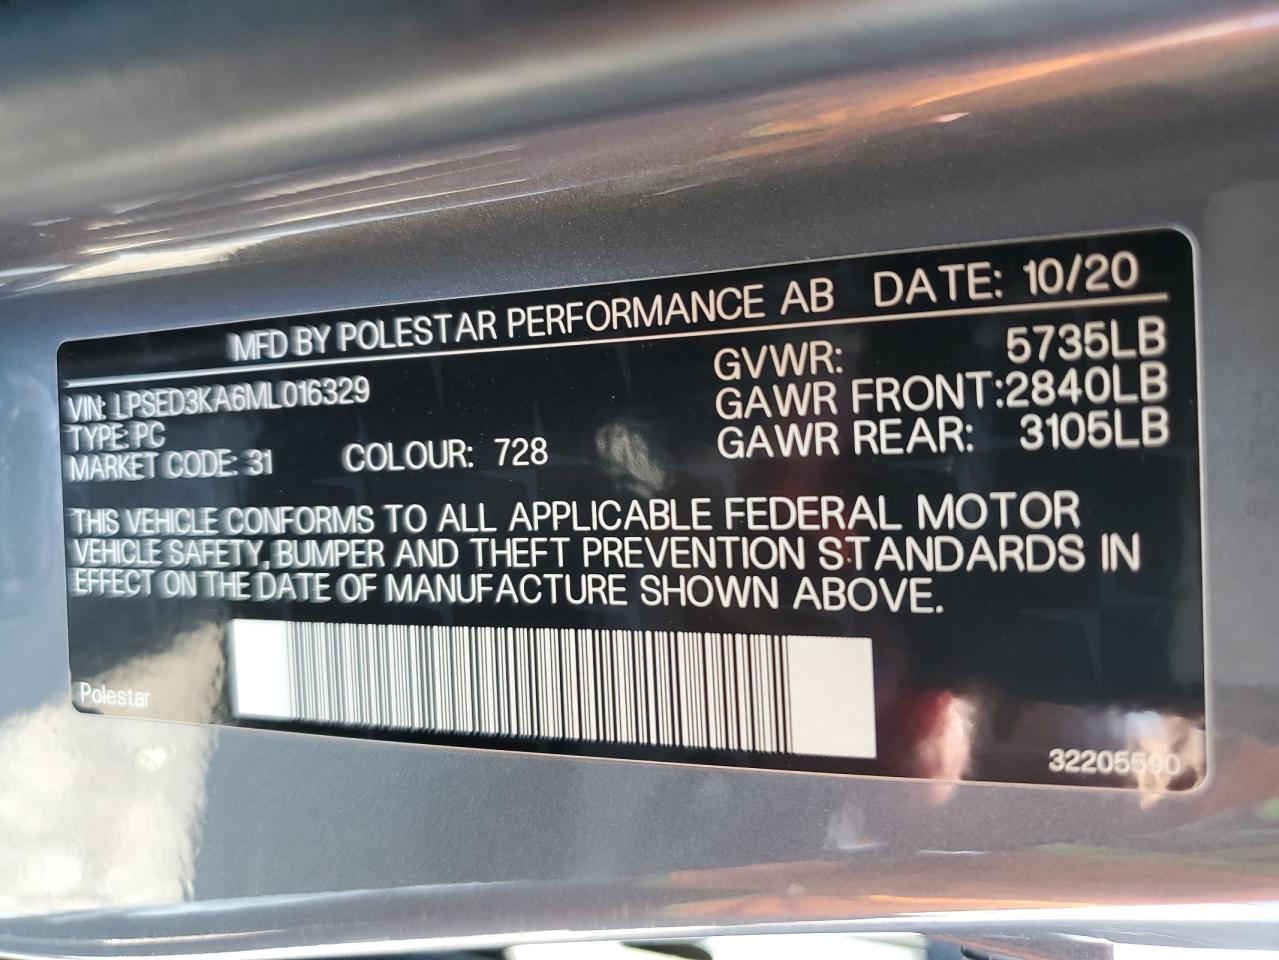 MFD BY POLESTAR PERFORMANCE AB DATE: 10/20
VIN: LPSED3KA6ML016329
GVWR: 5735LB
TYPE: PC
GAWR FRONT: 2840LB
MARKET CODE: 31 COLOUR: 728
GAWR REAR: 3105LB
THIS VEHICLE CONFORMS TO ALL APPLICABLE FEDERAL MOTOR
VEHICLE SAFETY, BUMPER AND THEFT PREVENTION STANDARDS IN
EFFECT ON THE DATE OF MANUFACTURE SHOWN ABOVE.
Polestar
32205590